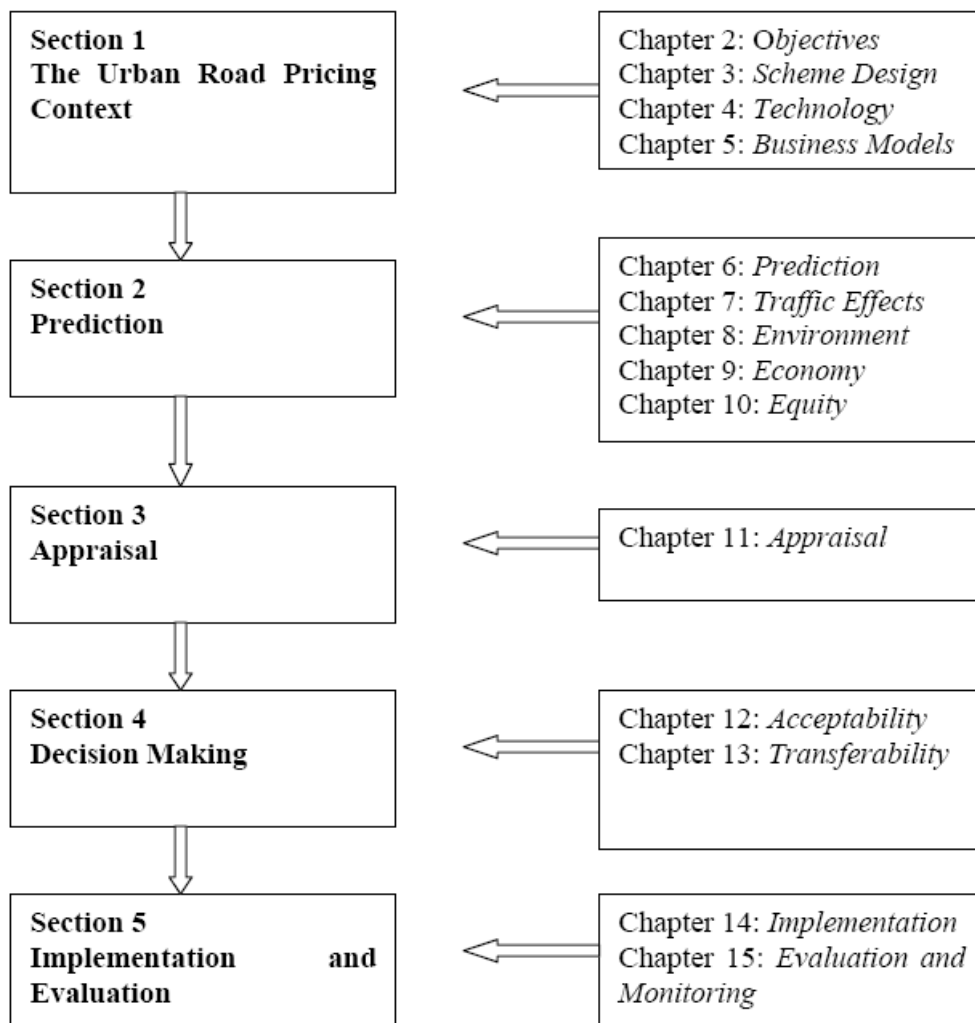 Section 1
The Urban Road Pricing
Context
Chapter 2: Objectives
Chapter 3: Scheme Design
Chapter 4: Technology
Chapter 5: Business Models
Section 2
Prediction
Chapter 6: Prediction
Chapter 7: Traffic Effects
Chapter 8: Environment
Chapter 9: Economy
Chapter 10: Equity
Section 3
Appraisal
Chapter 11: Appraisal
Section 4
Decision Making
Chapter 12: Acceptability
Chapter 13: Transferability
Section 5
Implementation and
Evaluation
Chapter 14: Implementation
Chapter 15: Evaluation and
Monitoring